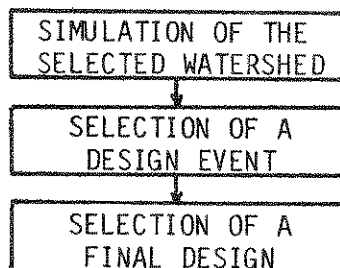 SIMULATION OF THE
SELECTED WATERSHED
SELECTION OF A
DESIGN EVENT
SELECTION OF A
FINAL DESIGN